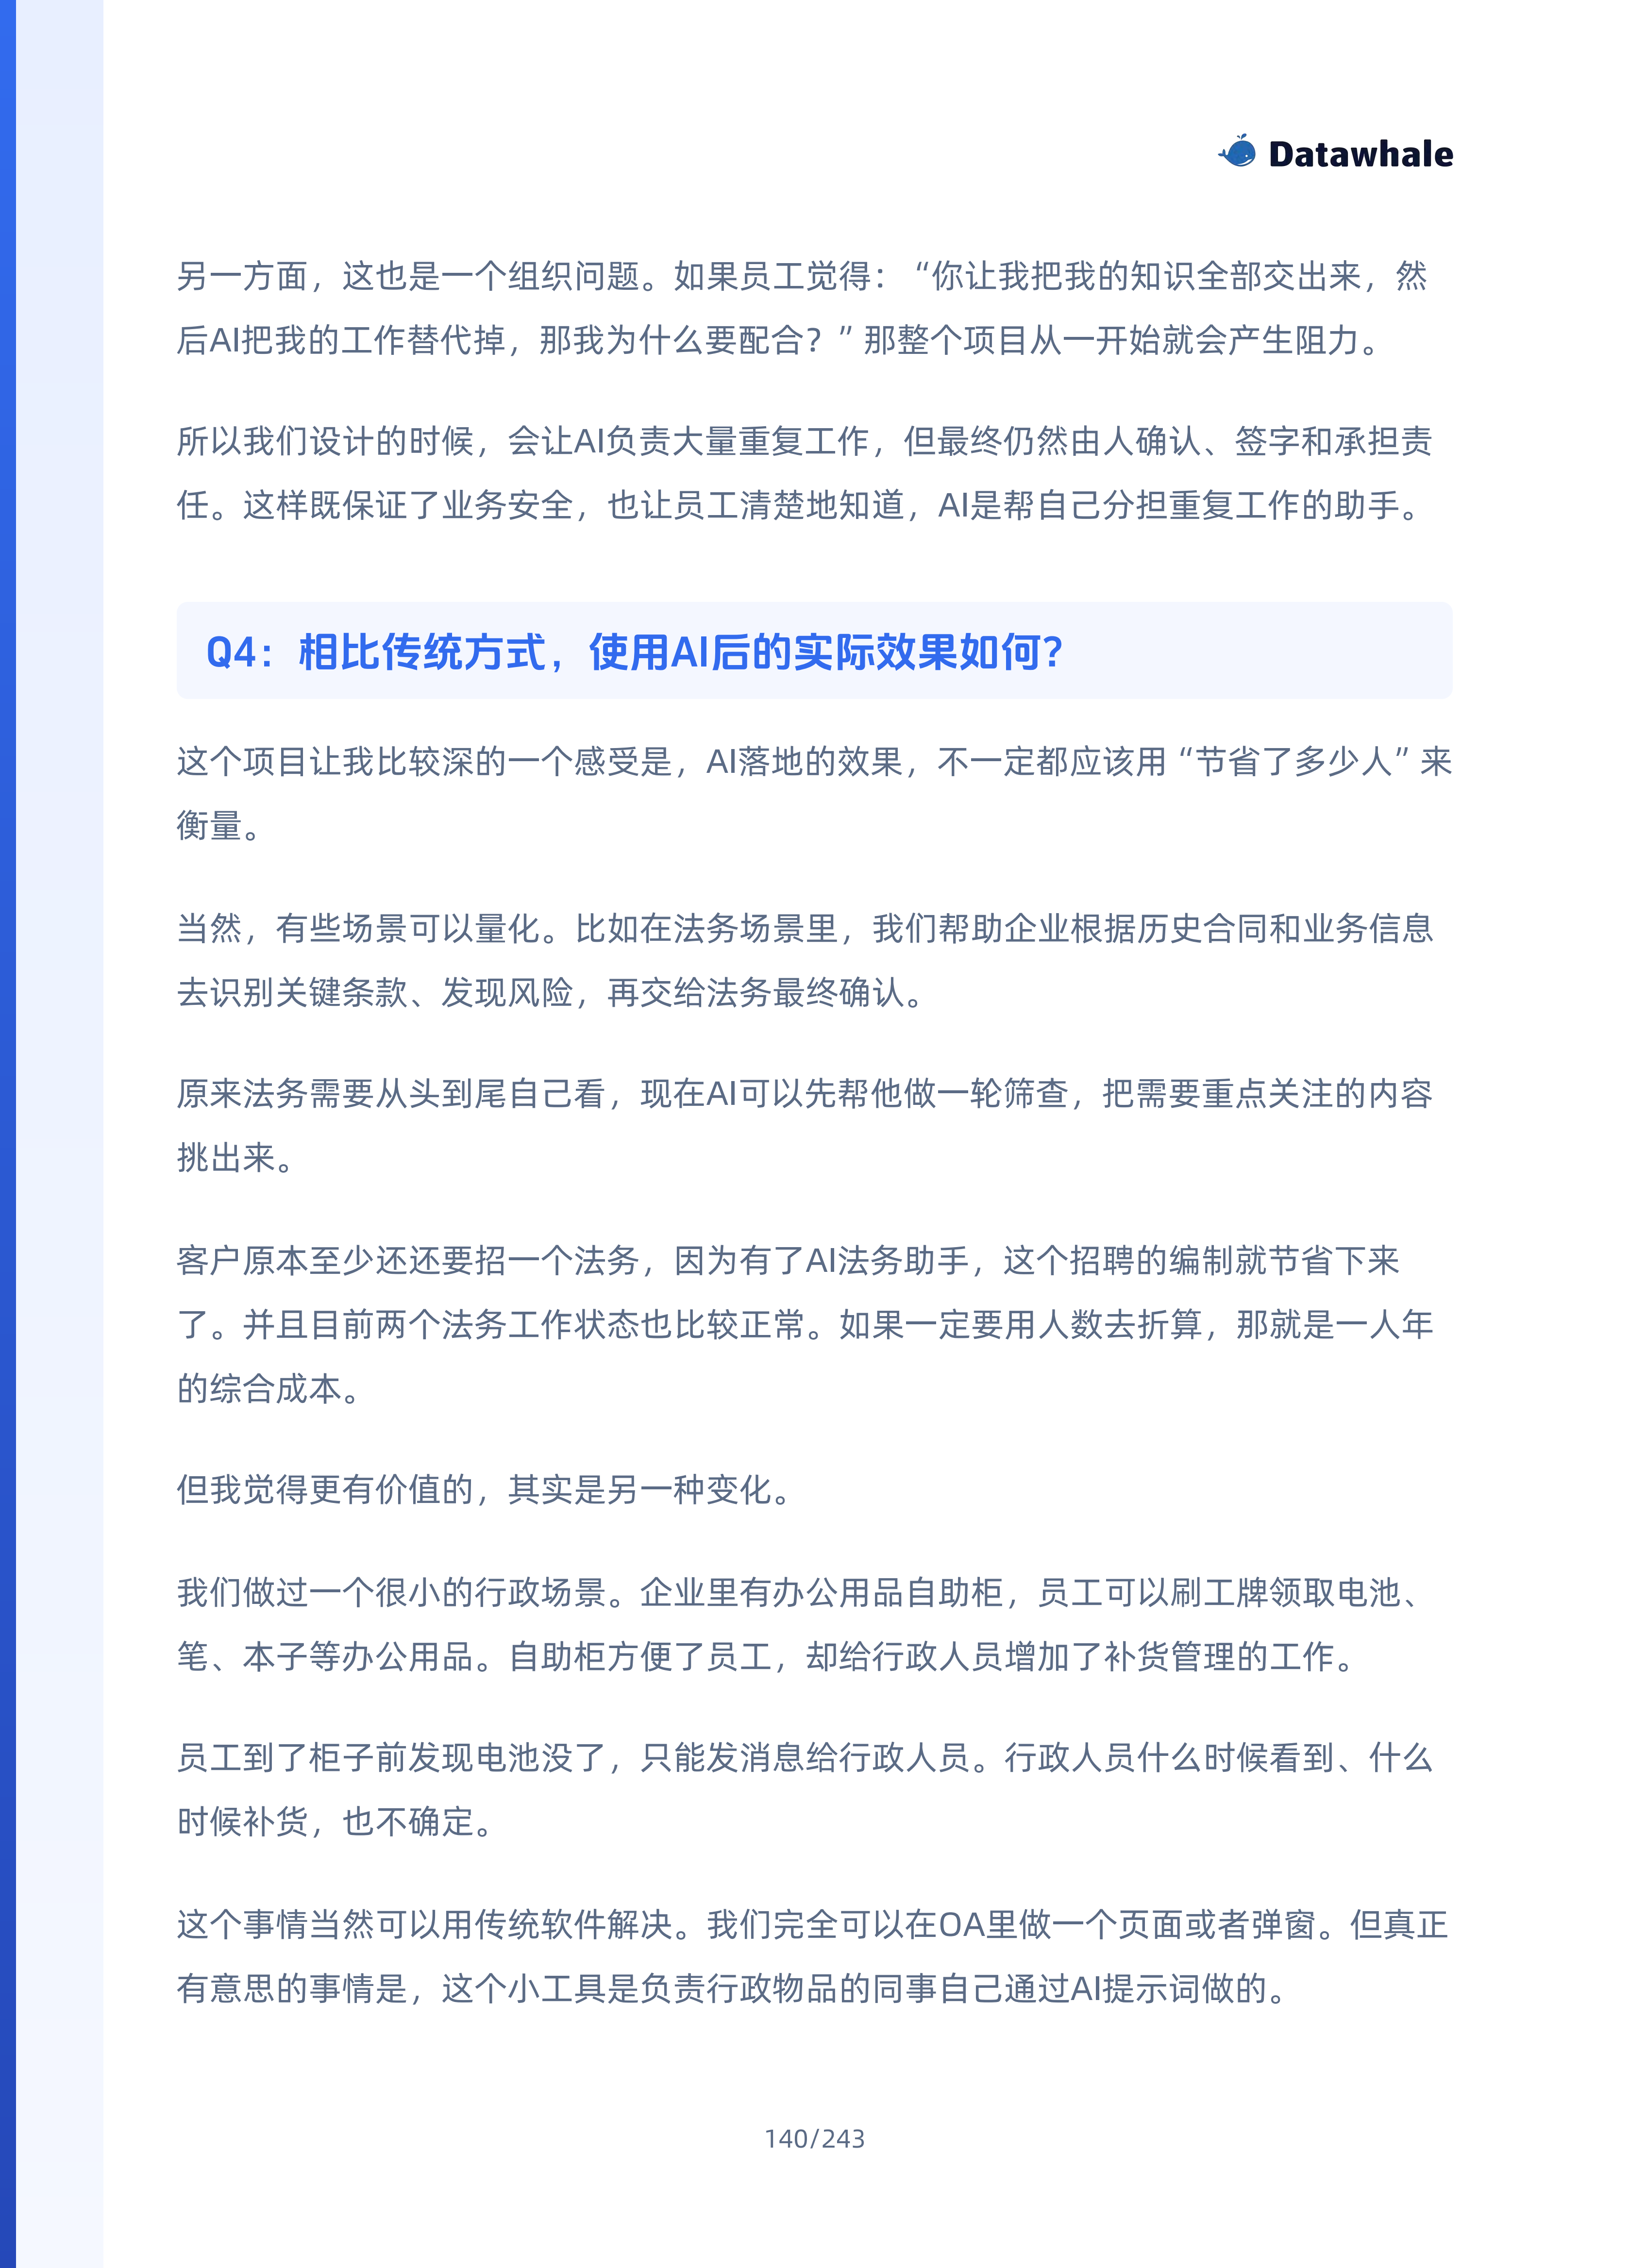 Datawhale
另一方面，这也是一个组织问题。如果员工觉得：“你让我把我的知识全部交出来，然
后AI把我的工作替代掉，那我为什么要配合？”那整个项目从一开始就会产生阻力。
所以我们设计的时候，会让AI负责大量重复工作，但最终仍然由人确认、签字和承担责
任。这样既保证了业务安全，也让员工清楚地知道，AI是帮自己分担重复工作的助手。
Q4：相比传统方式，使用AI后的实际效果如何？
这个项目让我比较深的一个感受是，AI落地的效果，不一定都应该用“节省了多少人”来
衡量。
当然，有些场景可以量化。比如在法务场景里，我们帮助企业根据历史合同和业务信息
去识别关键条款、发现风险，再交给法务最终确认。
原来法务需要从头到尾自己看，现在AI可以先帮他做一轮筛查，把需要重点关注的内容
挑出来。
客户原本至少还还要招一个法务，因为有了AI法务助手，这个招聘的编制就节省下来
了。并且目前两个法务工作状态也比较正常。如果一定要用人数去折算，那就是一人年
的综合成本。
但我觉得更有价值的，其实是另一种变化。
我们做过一个很小的行政场景。企业里有办公用品自助柜，员工可以刷工牌领取电池、
笔、本子等办公用品。自助柜方便了员工，却给行政人员增加了补货管理的工作。
员工到了柜子前发现电池没了，只能发消息给行政人员。行政人员什么时候看到、什么
时候补货，也不确定。
这个事情当然可以用传统软件解决。我们完全可以在OA里做一个页面或者弹窗。但真正
有意思的事情是，这个小工具是负责行政物品的同事自己通过AI提示词做的。
140/243